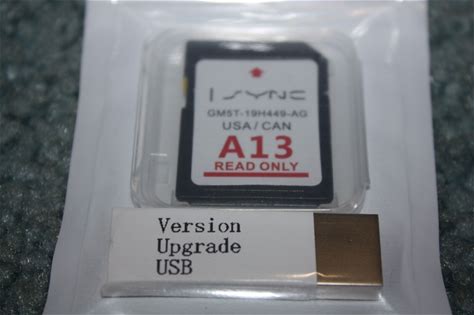 SYNC
GM5T-19H449-AG
USA/CAN
A13
READ ONLY
Version
Upgrade
USB